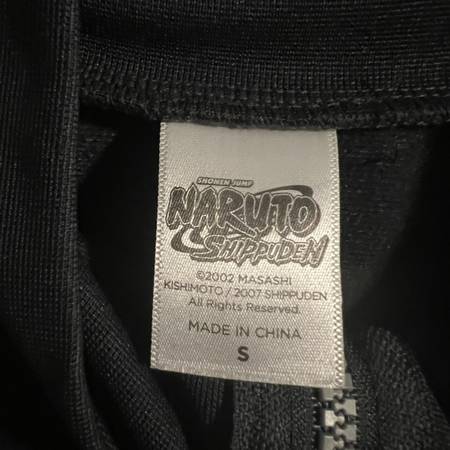 SHONEN JUMP
NARUTO
SHIPPUDEN
©2002 MASASHI
KISHIMOTO / 2007 SHIPPUDEN
All Rights Reserved.
MADE IN CHINA
S